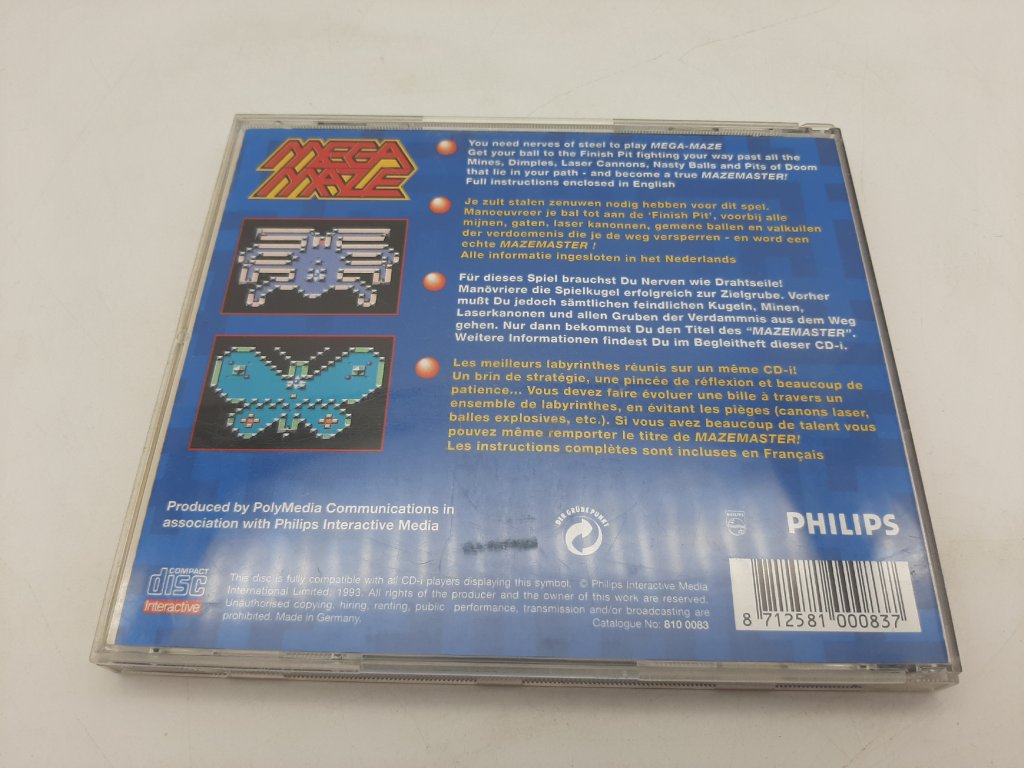 MEGA
MAZE
You need nerves of steel to play MEGA-MAZE
Get your ball to the Finish Pit fighting your way past all the
Mines, Dimples, Laser Cannons, Nasty Balls and Pits of Doom
that lie in your path - and become a true MAZEMASTER!
Full instructions enclosed in English
Je zult stalen zenuwen nodig hebben voor dit spel.
Manoeuvreer je bal tot aan de 'Finish Pit', voorbij alle
mijnen, gaten, laser kanonnen, gemene ballen en valkuilen
der verdoemenis die je de weg versperren - en word een
echte MAZEMASTER !
Alle informatie ingesloten in het Nederlands
Für dieses Spiel brauchst Du Nerven wie Drahtseile!
Manövriere die Spielkugel erfolgreich zur Zielgrube. Vorher
mußt Du jedoch sämtlichen feindlichen Kugeln, Minen,
Laserkanonen und allen Gruben der Verdammnis aus dem Weg
gehen. Nur dann bekommst Du den Titel des "MAZEMASTER".
Weitere Informationen findest Du im Begleitheft dieser CD-i.
Les meilleurs labyrinthes réunis sur un même CD-i!
Un brin de stratégie, une pincée de réflexion et beaucoup de
patience... Vous devez faire évoluer une bille à travers un
ensemble de labyrinthes, en évitant les pièges (canons laser,
balles explosives, etc.). Si vous avez beaucoup de talent vous
pouvez même remporter le titre de MAZEMASTER!
Les instructions complètes sont incluses en Français
Produced by PolyMedia Communications in
association with Philips Interactive Media
DER GRÜNE PUNKT
PHILIPS
PHILIPS
COMPACT
disc
Interactive
This disc is fully compatible with all CD-i players displaying this symbol. © Philips Interactive Media
International Limited, 1993. All rights of the producer and the owner of this work are reserved.
Unauthorised copying, hiring, renting, public performance, transmission and/or broadcasting are
prohibited. Made in Germany.
Catalogue No: 810 0083
8 712581 000837